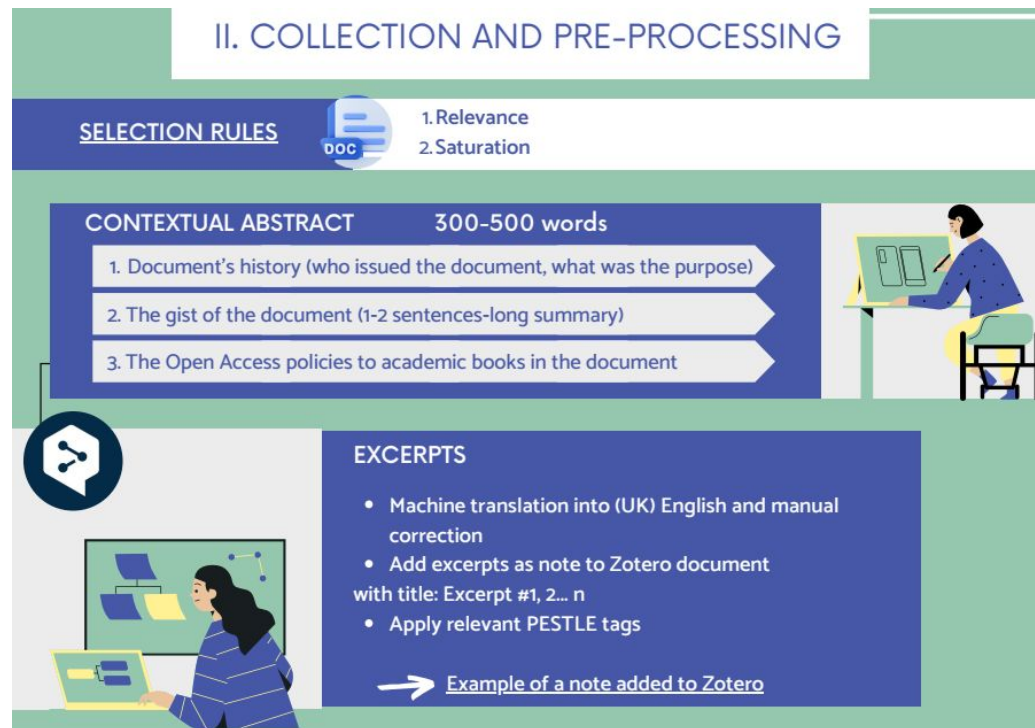 II. COLLECTION AND PRE-PROCESSING
SELECTION RULES
DOC
1. Relevance
2. Saturation
CONTEXTUAL ABSTRACT 300-500 words
1. Document's history (who issued the document, what was the purpose)
2. The gist of the document (1-2 sentences-long summary)
3. The Open Access policies to academic books in the document
EXCERPTS
• Machine translation into (UK) English and manual
correction
• Add excerpts as note to Zotero document
with title: Excerpt #1, 2... n
• Apply relevant PESTLE tags
Example of a note added to Zotero